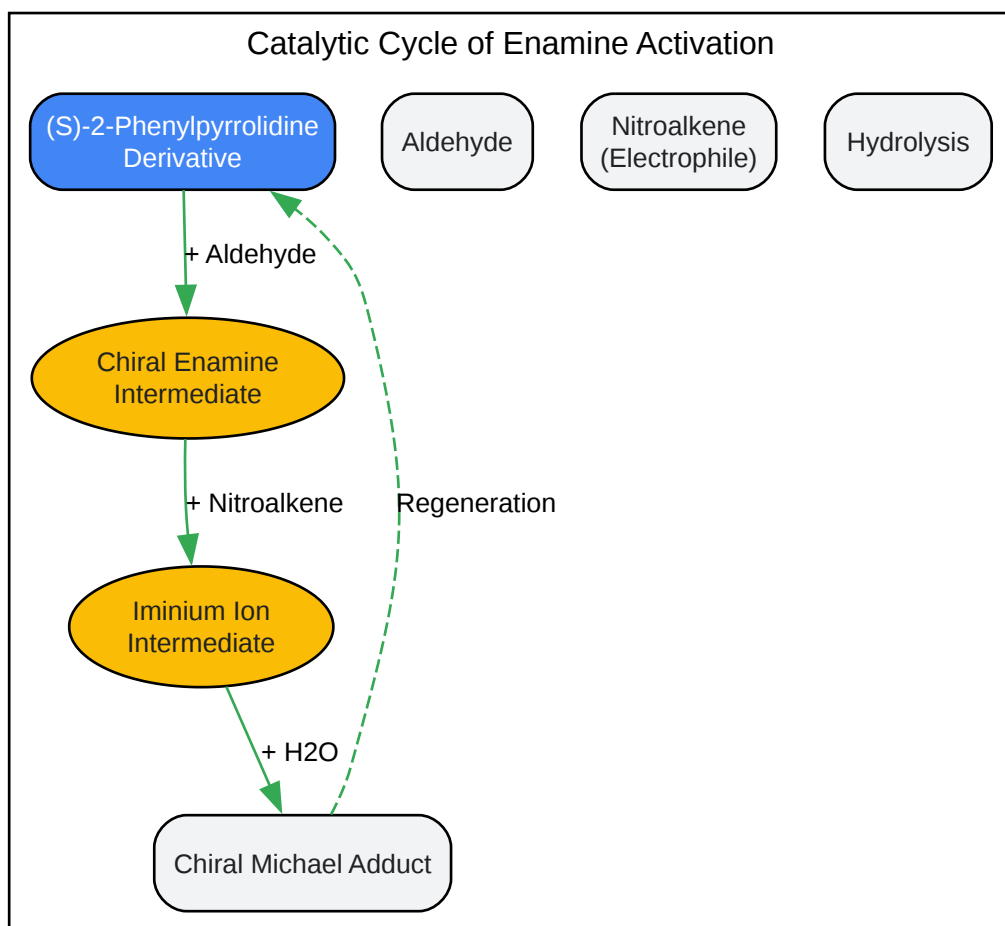 Catalytic Cycle of Enamine Activation
(S)-2-Phenylpyrrolidine
Derivative
Aldehyde
Nitroalkene
(Electrophile)
Hydrolysis
+ Aldehyde
Chiral Enamine
Intermediate
+ Nitroalkene
Regeneration
Iminium Ion
Intermediate
+ H2O
Chiral Michael Adduct